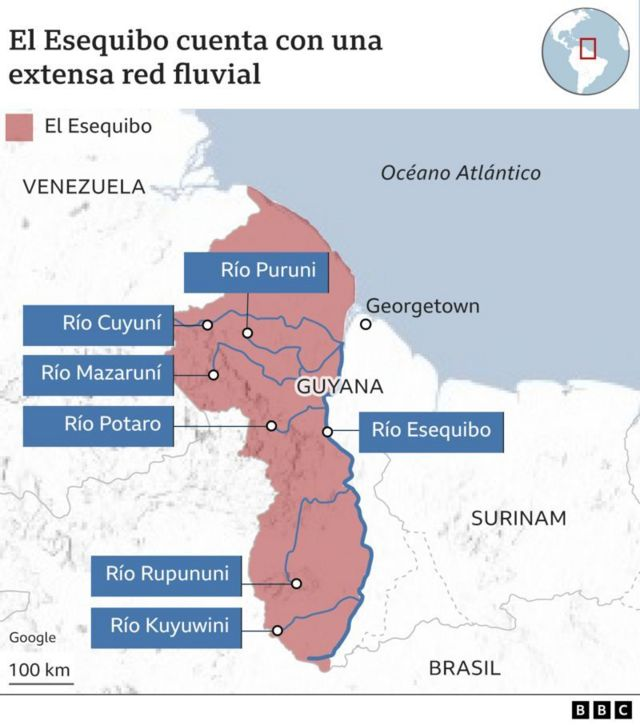 El Esequibo cuenta con una
extensa red fluvial
El Esequibo
Océano Atlántico
VENEZUELA
Río Puruni
Georgetown
Río Cuyuní
Río Mazaruní
GUYANA
Río Potaro
Río Esequibo
SURINAM
Río Rupununi
Río Kuyuwini
Google
100 km
BRASIL
BBC